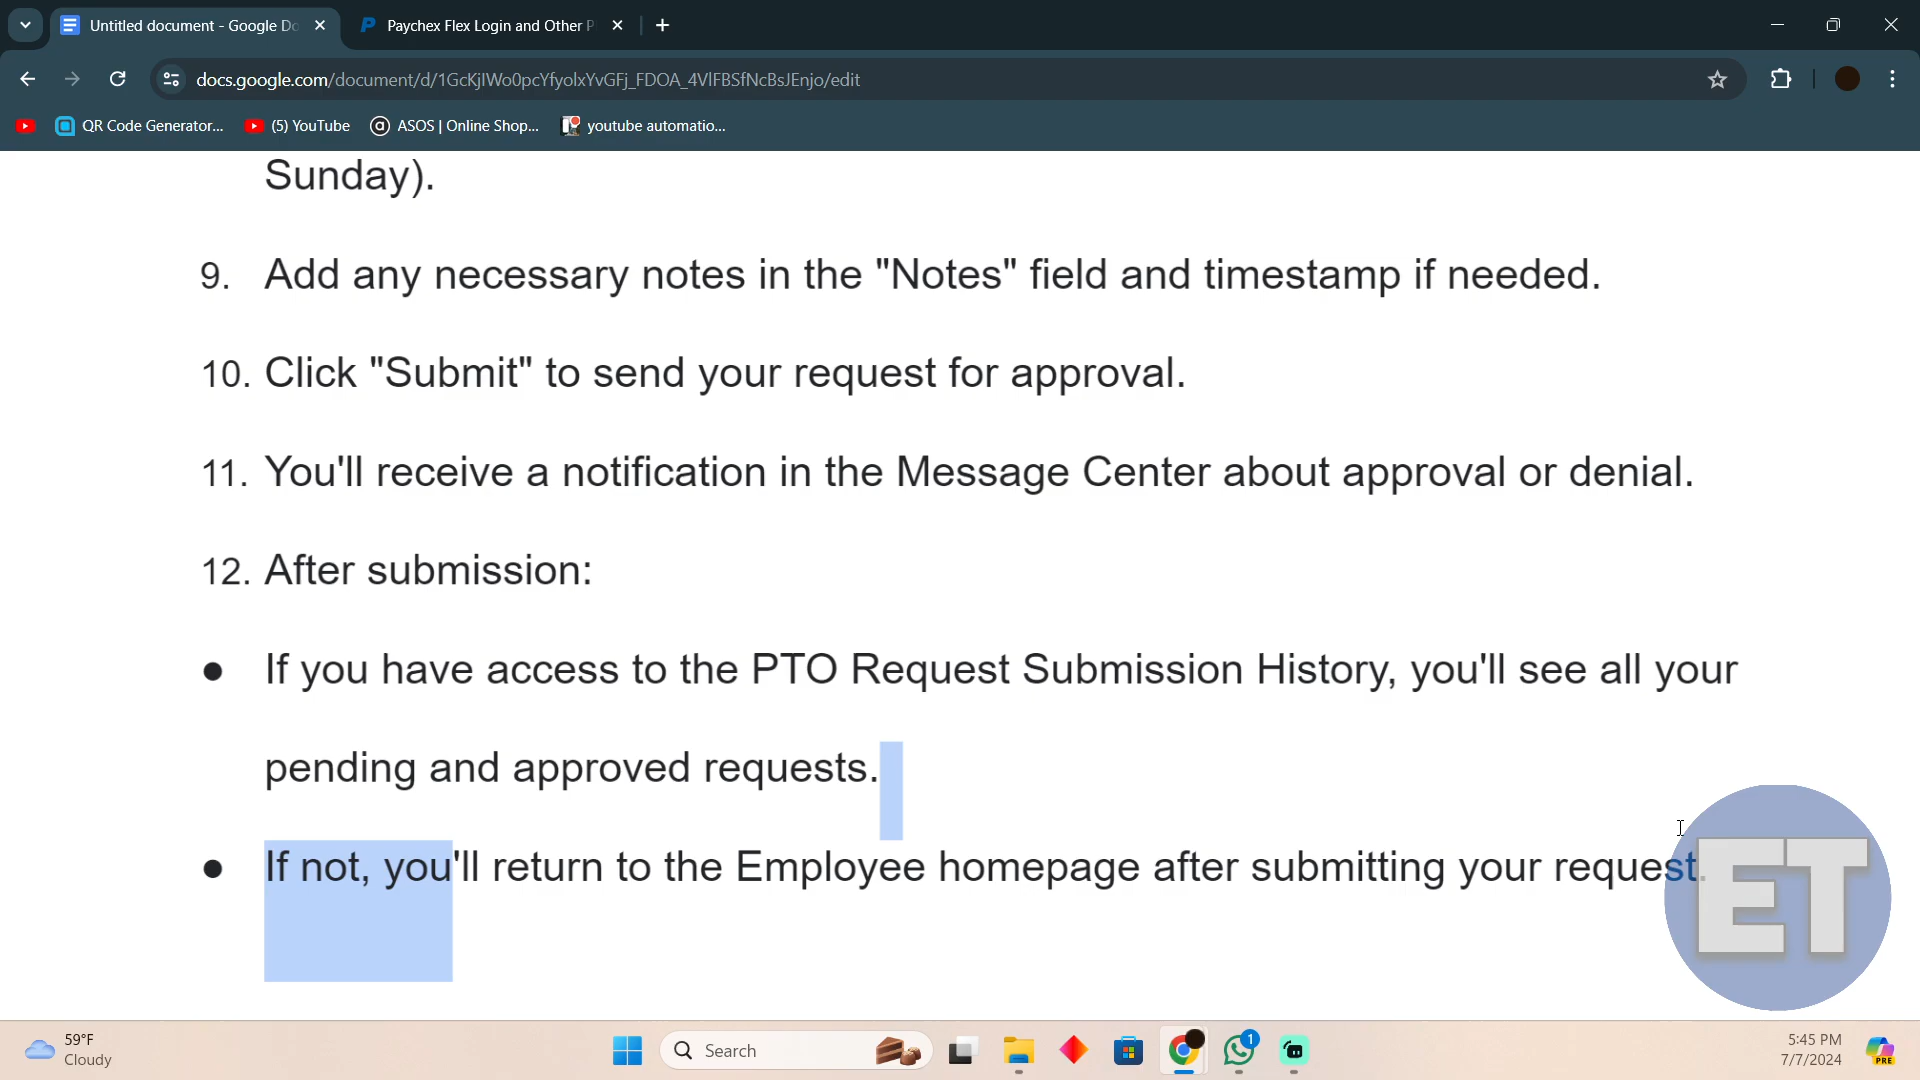 Untitled document - Google Do
Paychex Flex Login and Other P
docs.google.com/document/d/1GcKjIWo0pcYfyolxYvGFj_FDOA_4VlFBSfNcBsJEnjo/edit
QR Code Generator...
(5) YouTube
ASOS | Online Shop...
youtube automatio...
Sunday).
9. Add any necessary notes in the "Notes" field and timestamp if needed.
10. Click "Submit" to send your request for approval.
11. You'll receive a notification in the Message Center about approval or denial.
12. After submission:
● If you have access to the PTO Request Submission History, you'll see all your
pending and approved requests.
● If not, you'll return to the Employee homepage after submitting your request.
ET
59°F
Cloudy
Search
1
5:45 PM
7/7/2024
PRE